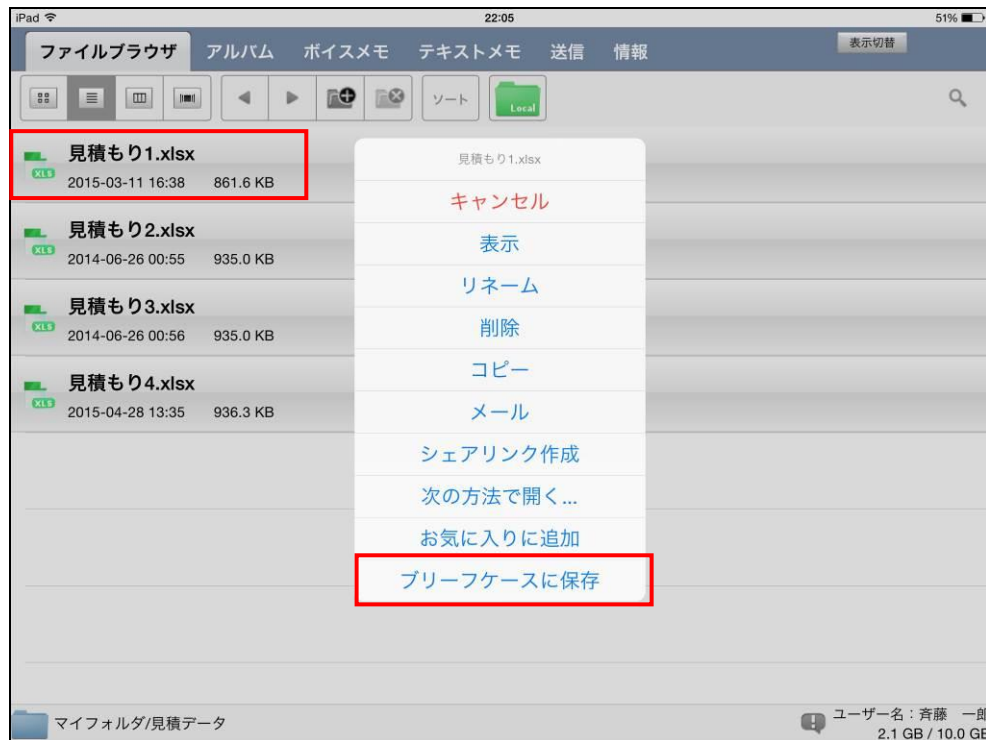 iPad 22:05 51%
ファイルブラウザ アルバム ボイスメモ テキストメモ 送信 情報 表示切替
ソート Local
見積もり1.xlsx
XLS 2015-03-11 16:38 861.6 KB
見積もり2.xlsx
XLS 2014-06-26 00:55 935.0 KB
見積もり3.xlsx
XLS 2014-06-26 00:56 935.0 KB
見積もり4.xlsx
XLS 2015-04-28 13:35 936.3 KB
見積もり1.xlsx
キャンセル
表示
リネーム
削除
コピー
メール
シェアリンク作成
次の方法で開く...
お気に入りに追加
ブリーフケースに保存
マイフォルダ/見積データ
ユーザー名：斉藤 一郎
2.1 GB / 10.0 GB